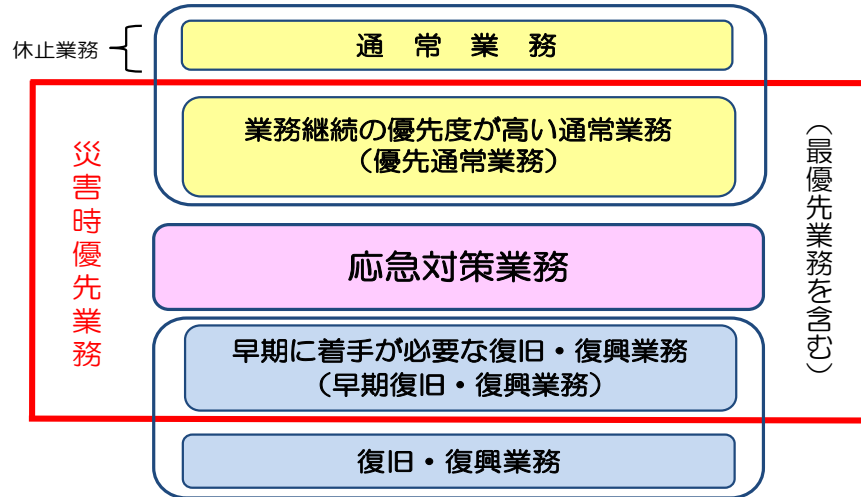 休止業務
通 常 業 務
業務継続の優先度が高い通常業務
（優先通常業務）
災害時優先業務
（最優先業務を含む）
応急対策業務
早期に着手が必要な復旧・復興業務
（早期復旧・復興業務）
復旧・復興業務